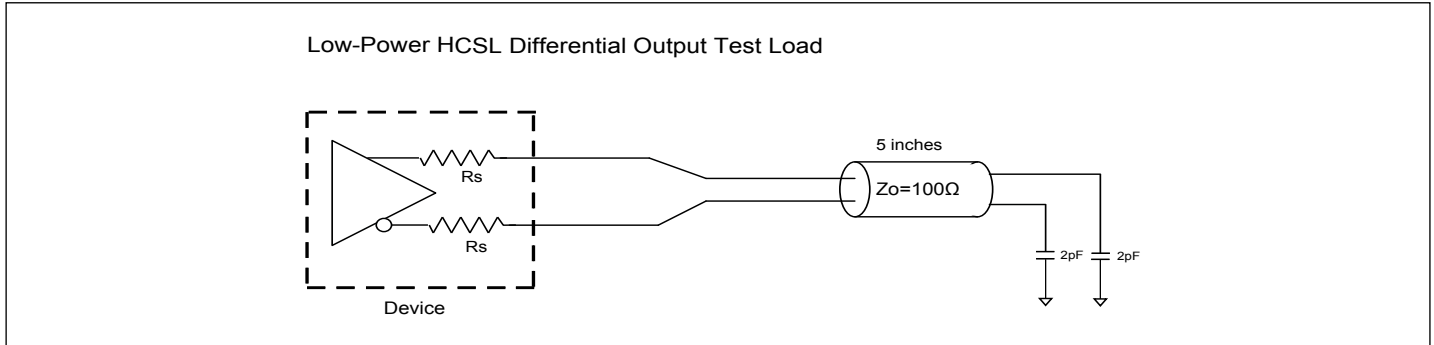 Low-Power HCSL Differential Output Test Load
5 inches
Rs
Zo=100Ω
Rs
2pF
2pF
Device